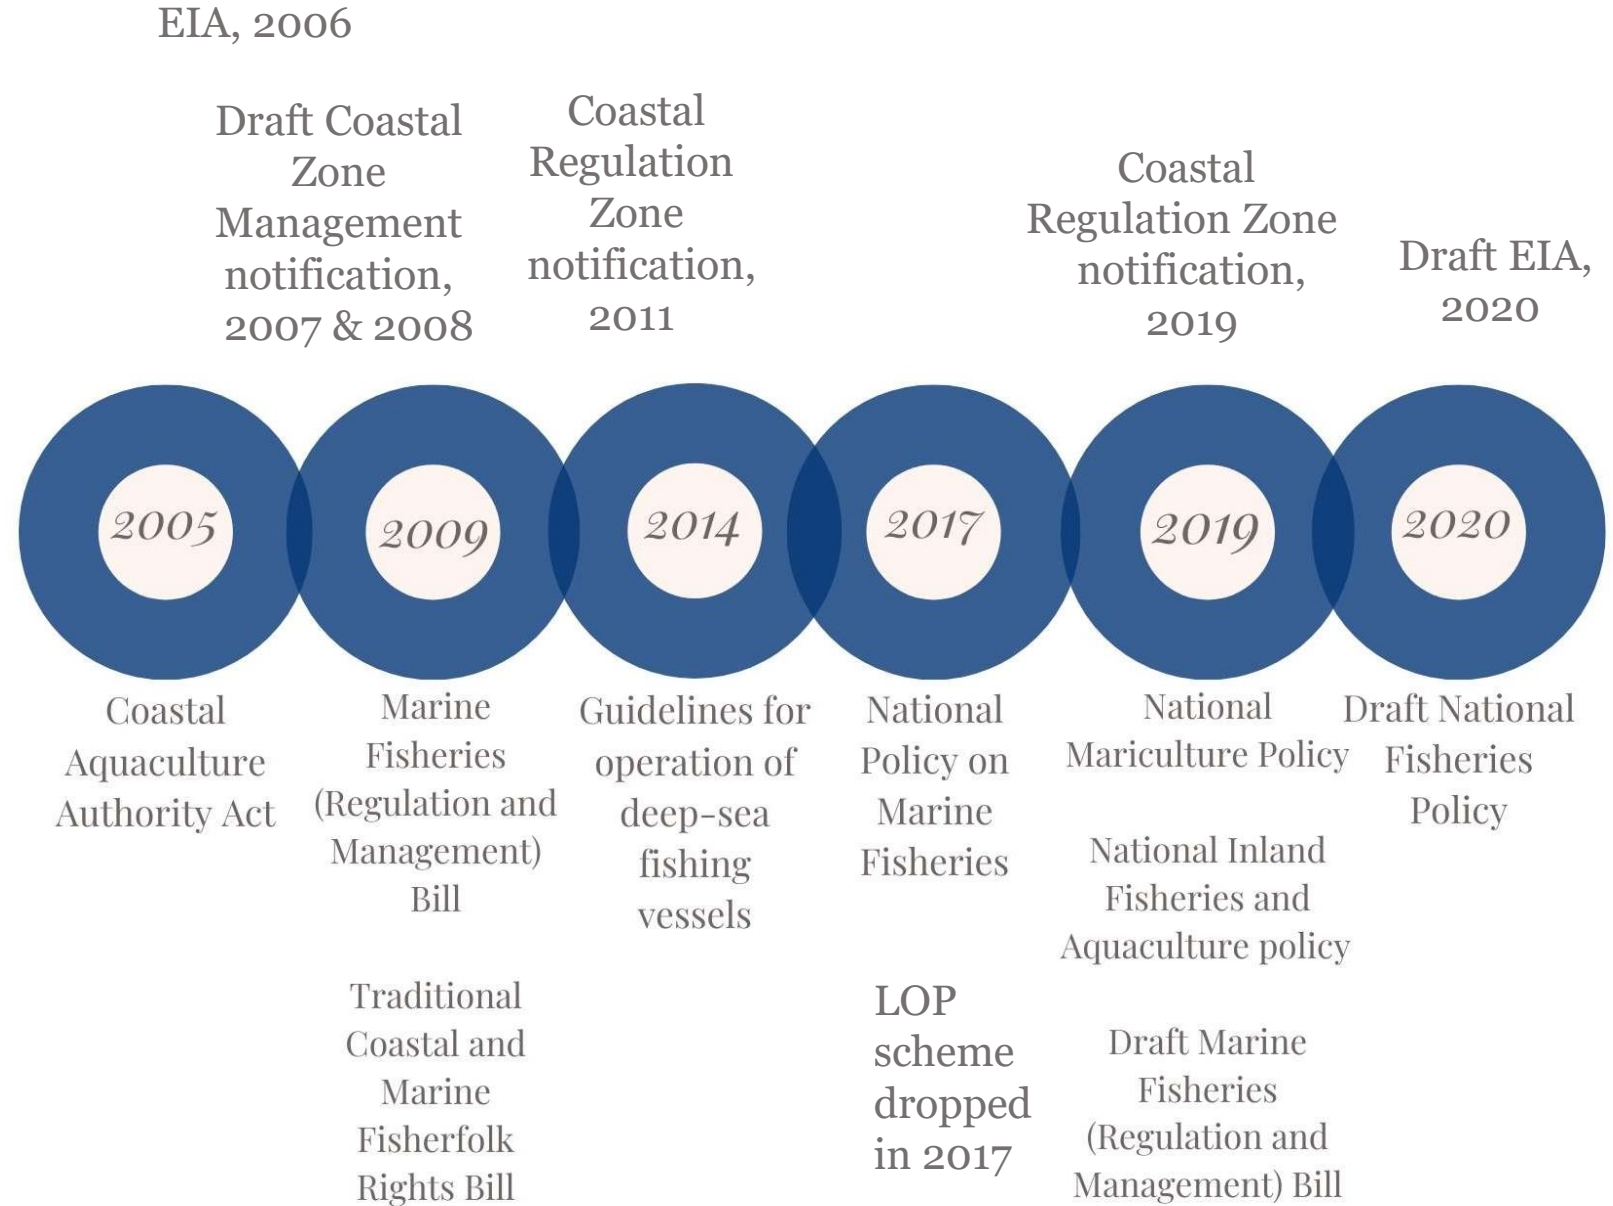 EIA, 2006
Draft Coastal
Zone
Management
notification,
2007 & 2008
Coastal
Regulation
Zone
notification,
2011
Coastal
Regulation Zone
notification,
2019
Draft EIA,
2020
2005
2009
2014
2017
2019
2020
Coastal
Aquaculture
Authority Act
Marine
Fisheries
(Regulation and
Management)
Bill
Traditional
Coastal and
Marine
Fisherfolk
Rights Bill
Guidelines for
operation of
deep-sea
fishing
vessels
National
Policy on
Marine
Fisheries
LOP
scheme
dropped
in 2017
National
Mariculture Policy
National Inland
Fisheries and
Aquaculture policy
Draft Marine
Fisheries
(Regulation and
Management) Bill
Draft National
Fisheries
Policy